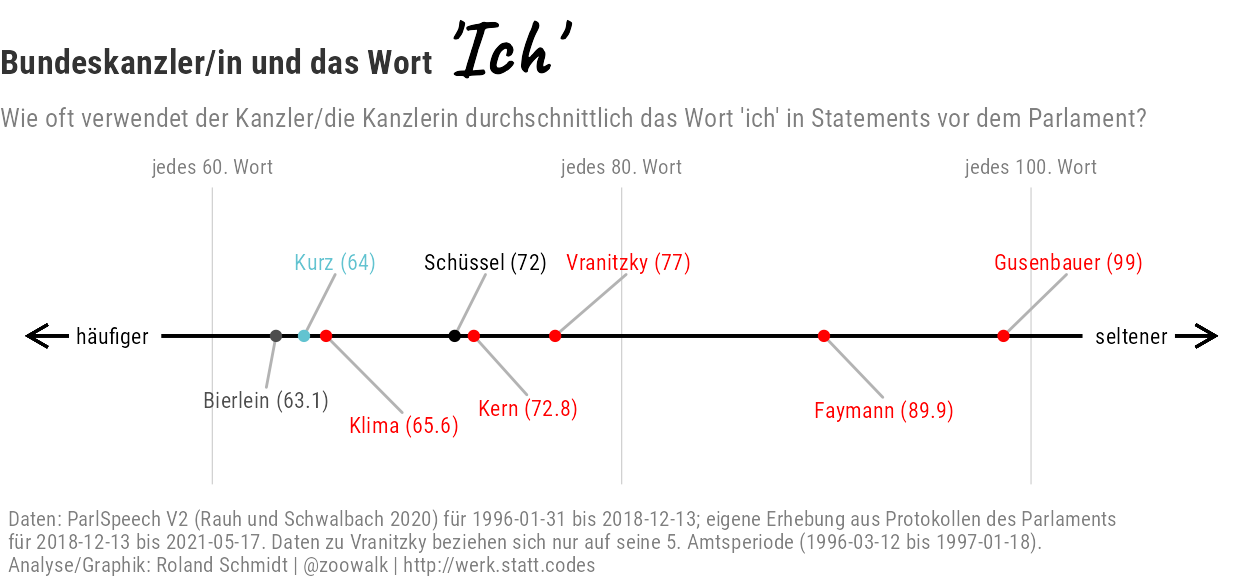 Bundeskanzler/in und das Wort 'Ich'
Wie oft verwendet der Kanzler/die Kanzlerin durchschnittlich das Wort 'ich' in Statements vor dem Parlament?
jedes 60. Wort
jedes 80. Wort
jedes 100. Wort
Kurz (64)
Schüssel (72)
Vranitzky (77)
Gusenbauer (99)
häufiger
seltener
Bierlein (63.1)
Klima (65.6)
Kern (72.8)
Faymann (89.9)
Daten: ParlSpeech V2 (Rauh und Schwalbach 2020) für 1996-01-31 bis 2018-12-13; eigene Erhebung aus Protokollen des Parlaments
für 2018-12-13 bis 2021-05-17. Daten zu Vranitzky beziehen sich nur auf seine 5. Amtsperiode (1996-03-12 bis 1997-01-18).
Analyse/Graphik: Roland Schmidt | @zoowalk | http://werk.statt.codes